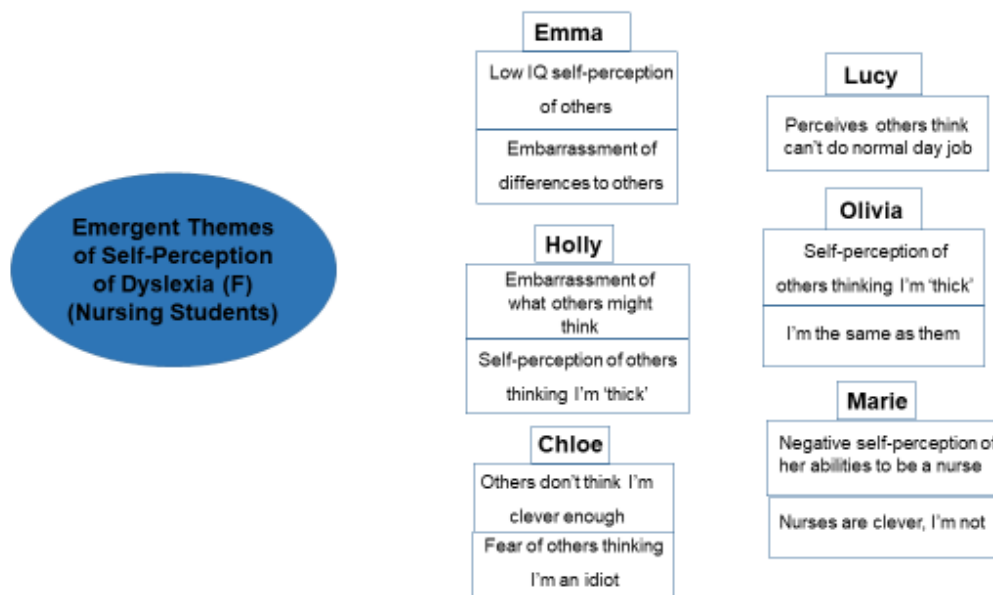 Emergent Themes
of Self-Perception
of Dyslexia (F)
(Nursing Students)
Emma
Low IQ self-perception
of others
Embarrassment of
differences to others
Holly
Embarrassment of
what others might
think
Self-perception of others
thinking I'm 'thick'
Chloe
Others don't think I'm
clever enough
Fear of others thinking
I'm an idiot
Lucy
Perceives others think
can't do normal day job
Olivia
Self-perception of
others thinking I'm 'thick'
I'm the same as them
Marie
Negative self-perception of
her abilities to be a nurse
Nurses are clever, I'm not